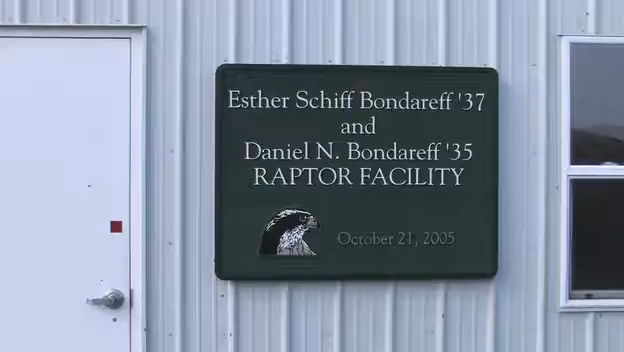 Esther Schiff Bondareff '37
and
Daniel N. Bondareff '35
RAPTOR FACILITY
October 21, 2005